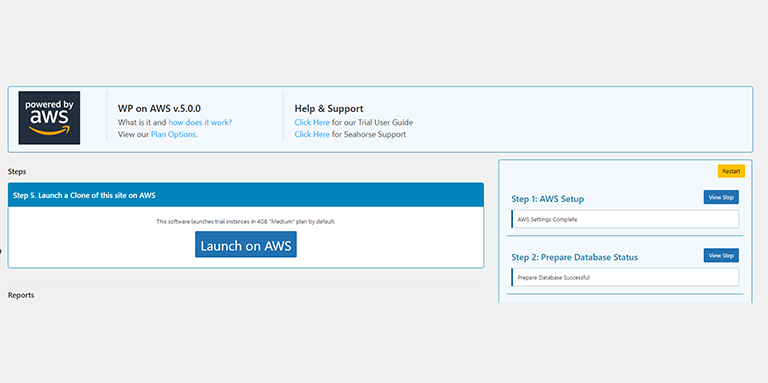 powered by
aws
WP on AWS v.5.0.0
What is it and how does it work?
View our Plan Options.
Help & Support
Click Here for our Trial User Guide
Click Here for Seahorse Support
Steps
Step 5. Launch a Clone of this site on AWS
This software launches trial instances in 4GB "Medium" plan by default.
Launch on AWS
Reports
Restart
Step 1: AWS Setup
View Step
AWS Settings Complete
Step 2: Prepare Database Status
View Step
Prepare Database Successful